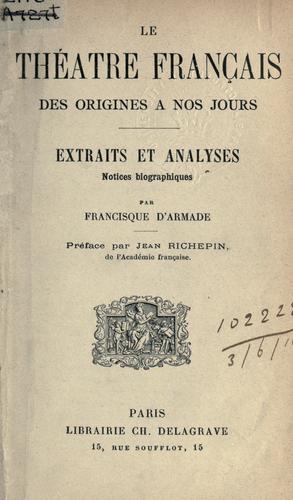 LE
THÉATRE FRANÇAIS
DES ORIGINES A NOS JOURS
EXTRAITS ET ANALYSES
Notices biographiques
PAR
FRANCISQUE D'ARMADE
Préface par JEAN RICHEPIN,
de l'Académie française.
PARIS
LIBRAIRIE CH. DELAGRAVE
15, RUE SOUFFLOT, 15